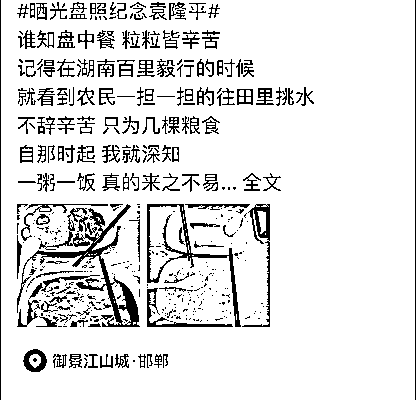 #晒光盘照纪念袁隆平#
谁知盘中餐 粒粒皆辛苦
记得在湖南百里毅行的时候
就看到农民一担一担的往田里挑水
不辞辛苦 只为几棵粮食
自那时起 我就深知
一粥一饭 真的来之不易... 全文
御景江山城·邯郸